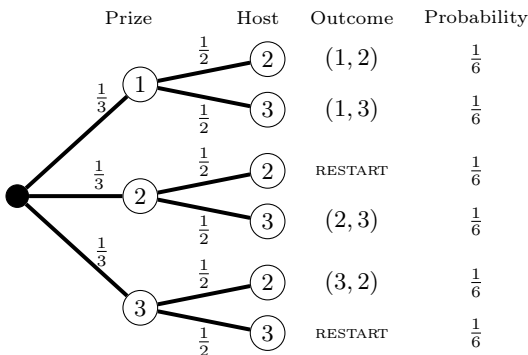 Prize Host Outcome Probability
1/2 2 (1, 2) 1/6
1
1/3 1/2 3 (1, 3) 1/6
1/2 2 RESTART 1/6
1/3 2
1/2 3 (2, 3) 1/6
1/3 1/2 2 (3, 2) 1/6
3
1/2 3 RESTART 1/6